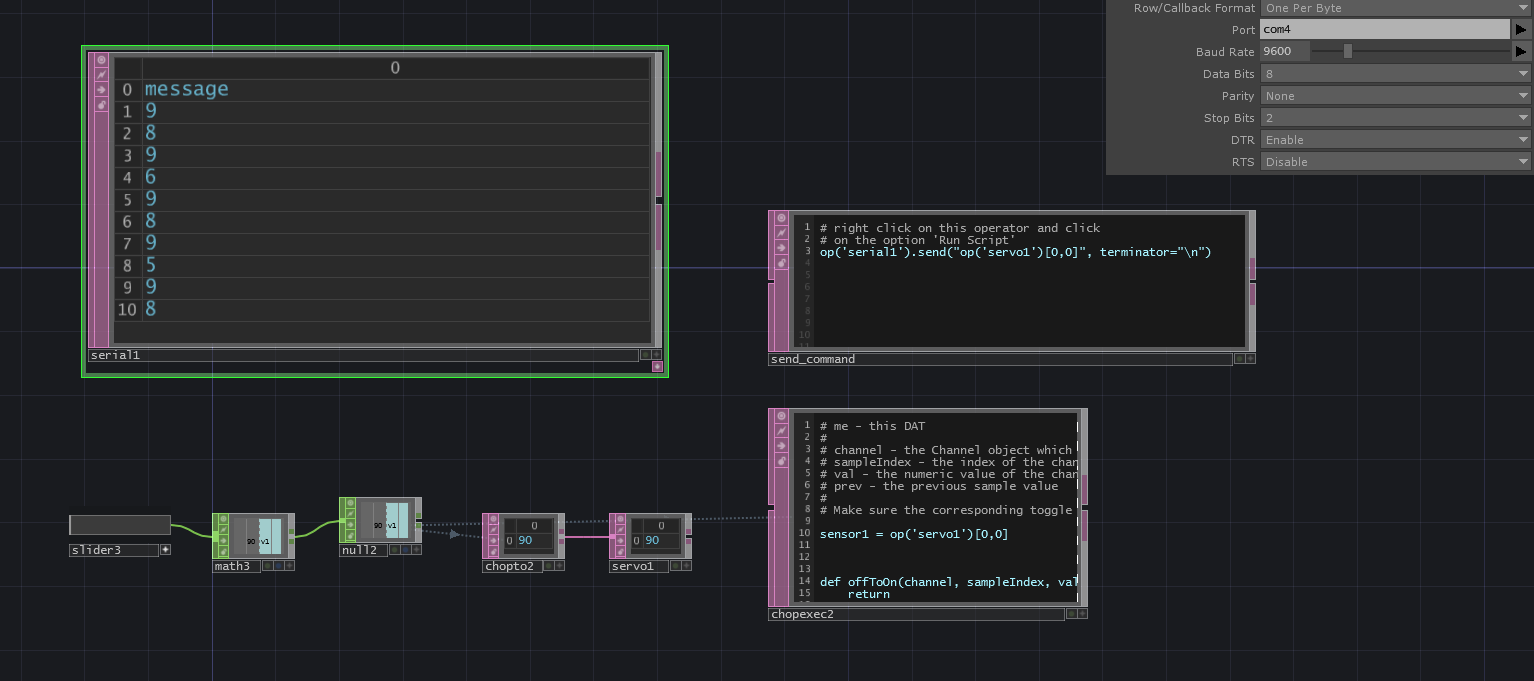 Row/Callback Format One Per Byte
Port com4
Baud Rate 9600
Data Bits 8
Parity None
Stop Bits 2
DTR Enable
RTS Disable
0
0 message
1 9
2 8
3 9
4 6
5 9
6 8
7 9
8 5
9 9
10 8
serial1
1 # right click on this operator and click
2 # on the option 'Run Script'
3 op('serial1').send("op('servo1')[0,0]", terminator="\n")
4
5
6
7
8
9
10
11
send_command
1 # me - this DAT
2 #
3 # channel - the Channel object which
4 # sampleIndex - the index of the chan
5 # val - the numeric value of the chan
6 # prev - the previous sample value
7 #
8 # Make sure the corresponding toggle
9
10 sensor1 = op('servo1')[0,0]
11
12
13
14 def offToOn(channel, sampleIndex, val
15 return
chopexec2
slider3
90 v1
math3
90 v1
null2
0
0 90
chopto2
0
0 90
servo1